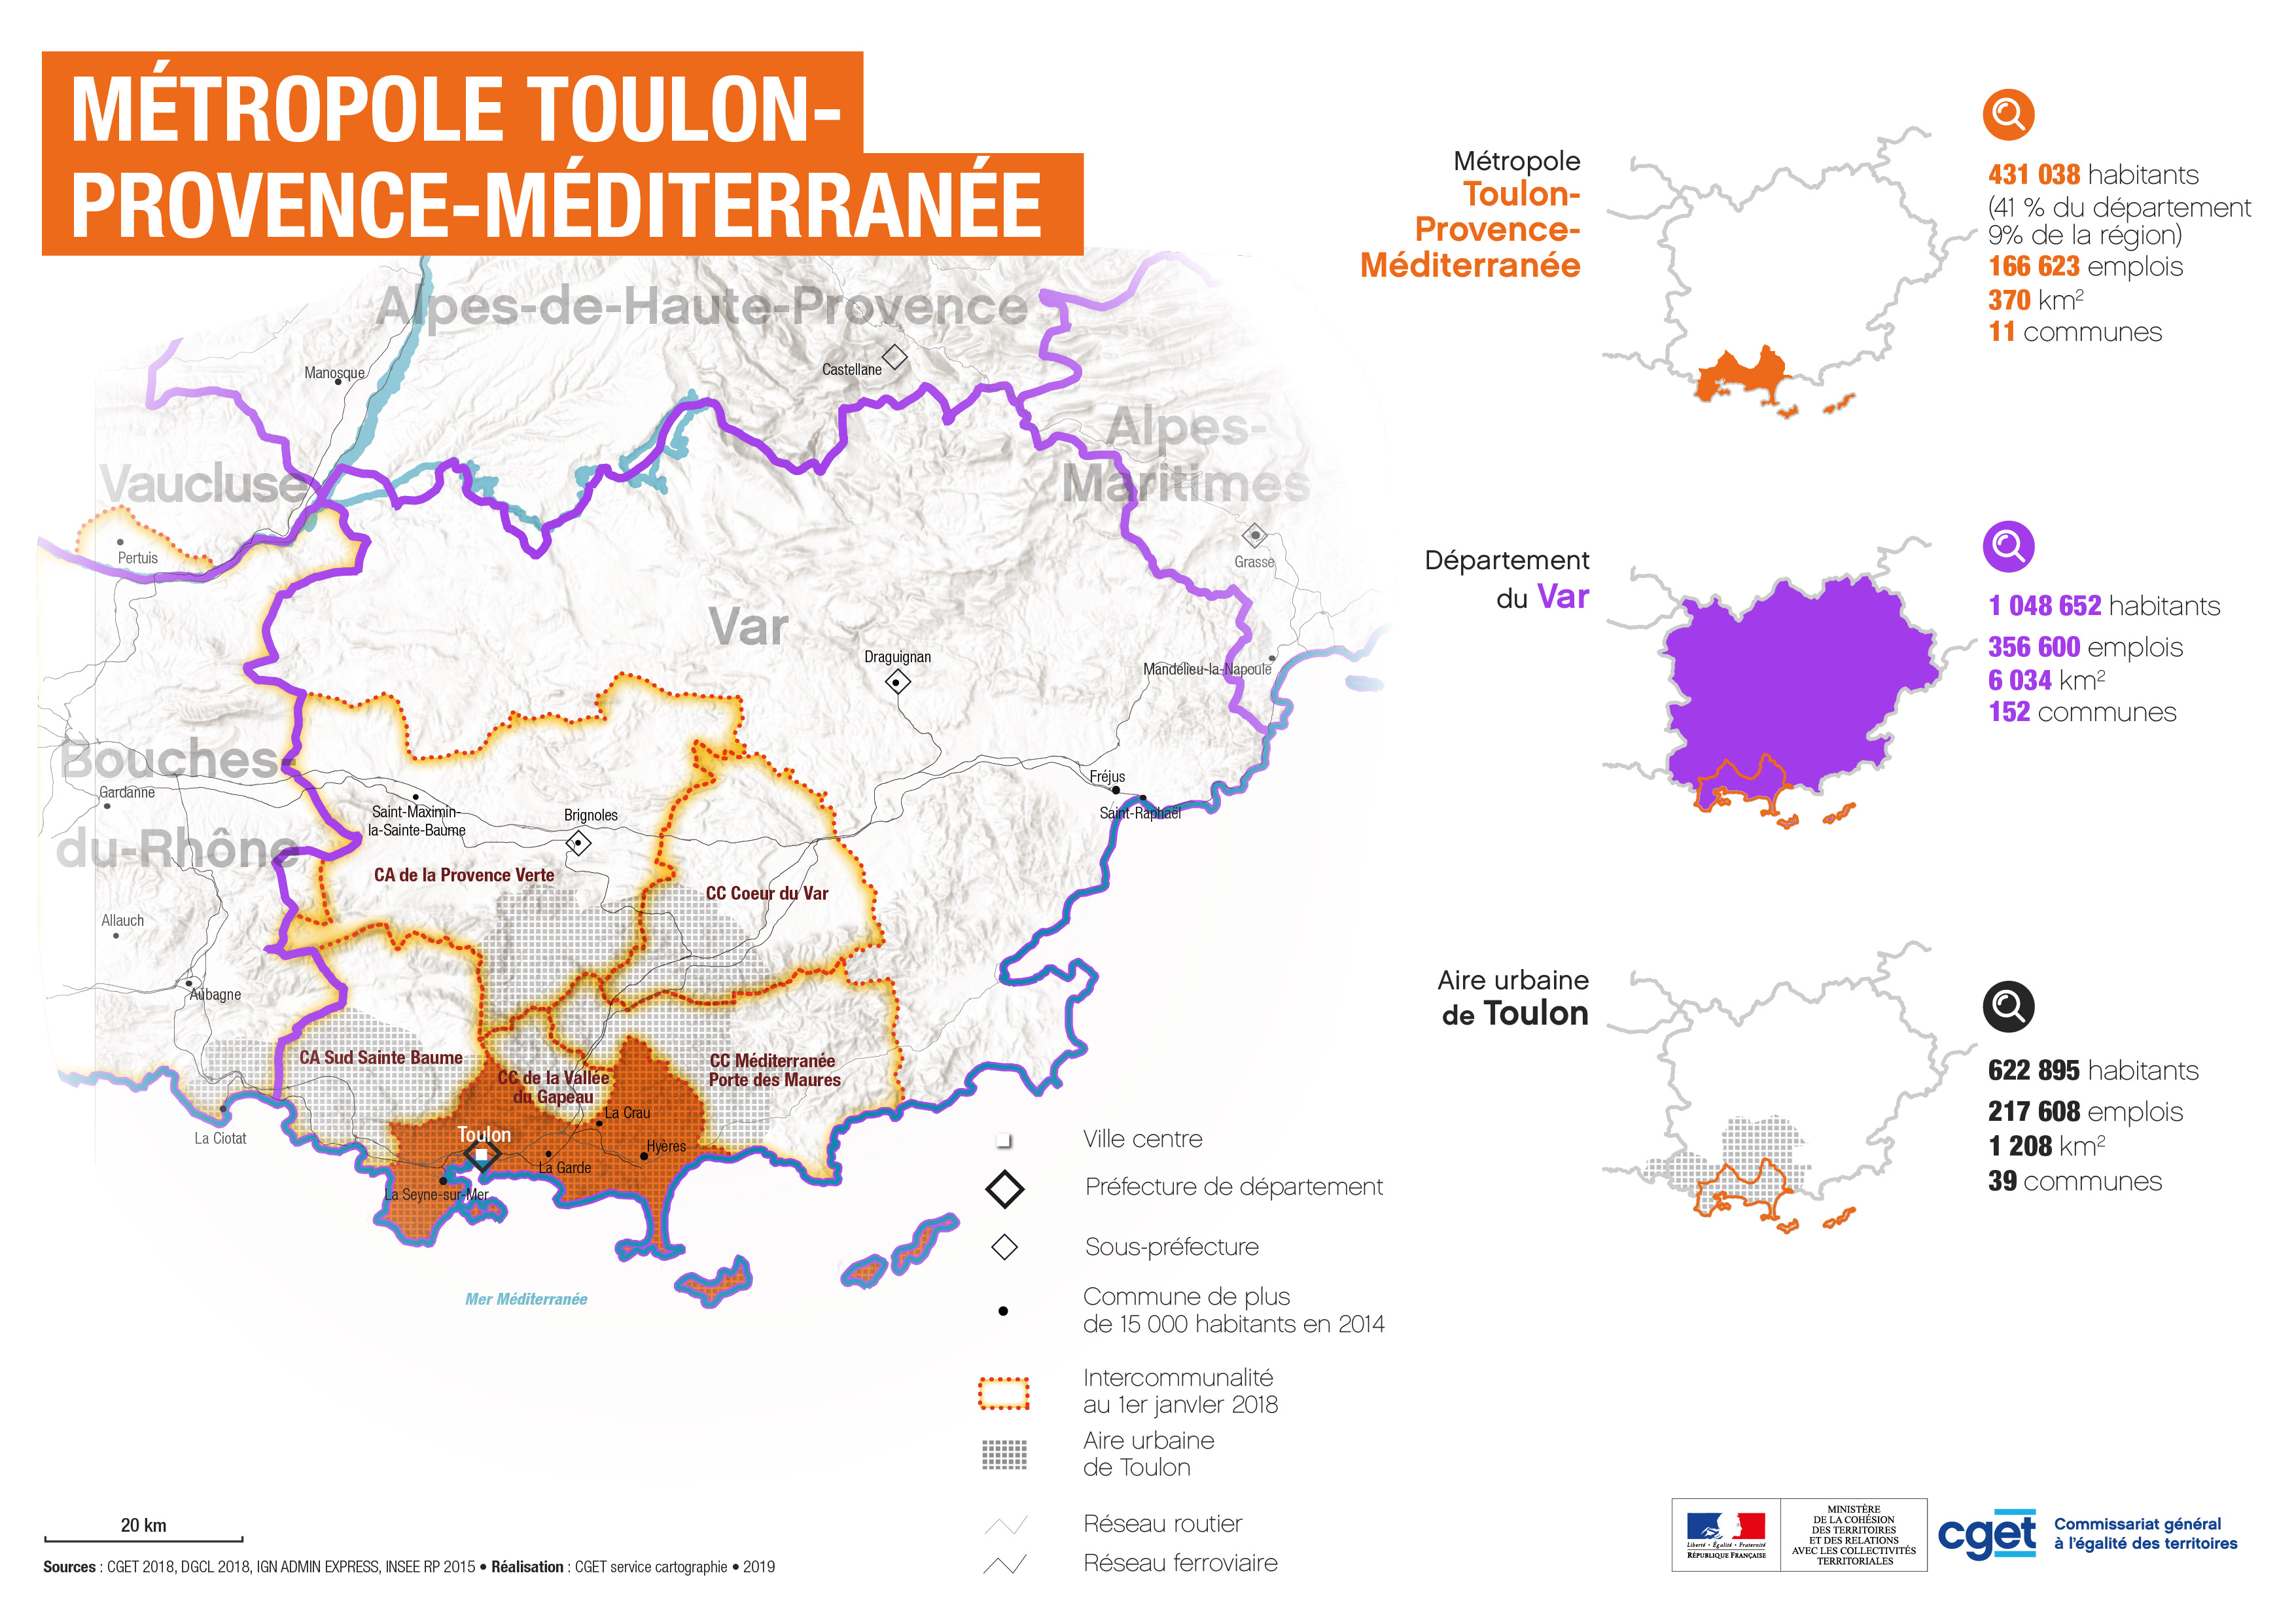 MÉTROPOLE TOULON-
PROVENCE-MÉDITERRANÉE
Alpes-de-Haute-Provence
Manosque
Castellane
Alpes-
Maritimes
Vaucluse
Pertuis
Grasse
Var
Draguignan
Mandelieu-la-Napoule
Bouches-
du-Rhône
Gardanne
Fréjus
Saint-Raphaël
Saint-Maximin-
la-Sainte-Baume
Brignoles
CA de la Provence Verte
CC Coeur du Var
Allauch
Aubagne
CA Sud Sainte Baume
CC de la Vallée
du Gapeau
CC Méditerranée
Porte des Maures
La Crau
La Ciotat
Toulon
Hyères
La Garde
La Seyne-sur-Mer
Mer Méditerranée
Ville centre
Préfecture de département
Sous-préfecture
Commune de plus
de 15 000 habitants en 2014
Intercommunalité
au 1er janvier 2018
Aire urbaine
de Toulon
Réseau routier
Réseau ferroviaire
20 km
Sources : CGET 2018, DGCL 2018, IGN ADMIN EXPRESS, INSEE RP 2015 • Réalisation : CGET service cartographie • 2019
Métropole
Toulon-
Provence-
Méditerranée
431 038 habitants
(41 % du département
9% de la région)
166 623 emplois
370 km²
11 communes
Département
du Var
1 048 652 habitants
356 600 emplois
6 034 km²
152 communes
Aire urbaine
de Toulon
622 895 habitants
217 608 emplois
1 208 km²
39 communes
Liberté • Égalité • Fraternité
RÉPUBLIQUE FRANÇAISE
MINISTÈRE
DE LA COHÉSION
DES TERRITOIRES
ET DES RELATIONS
AVEC LES COLLECTIVITÉS
TERRITORIALES
cget
Commissariat général
à l'égalité des territoires